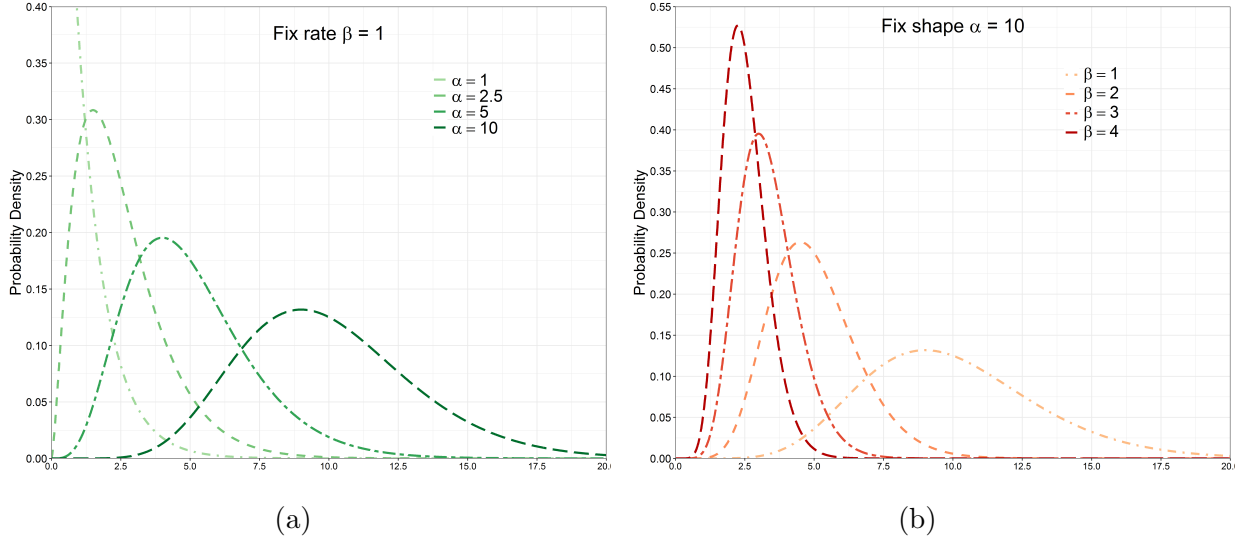 Fix rate β = 1
Probability Density
0.40
0.35
0.30
0.25
0.20
0.15
0.10
0.05
0.00
α = 1
α = 2.5
α = 5
α = 10
0.0 2.5 5.0 7.5 10.0 12.5 15.0 17.5 20.0
(a)
Fix shape α = 10
Probability Density
0.55
0.50
0.45
0.40
0.35
0.30
0.25
0.20
0.15
0.10
0.05
0.00
β = 1
β = 2
β = 3
β = 4
0.0 2.5 5.0 7.5 10.0 12.5 15.0 17.5 20.0
(b)